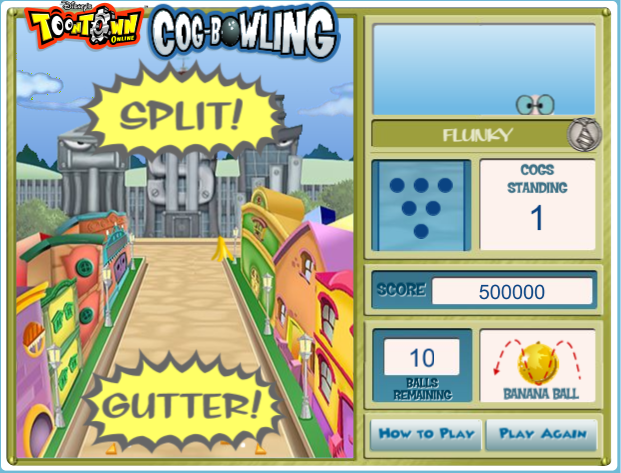 Disney's
TOONTOWN
ONLINE
COG-BOWLING
SPLIT!
FLUNKY
COGS
STANDING
1
SCORE 500000
10
BALLS
REMAINING
BANANA BALL
GUTTER!
HOW TO PLAY
PLAY AGAIN